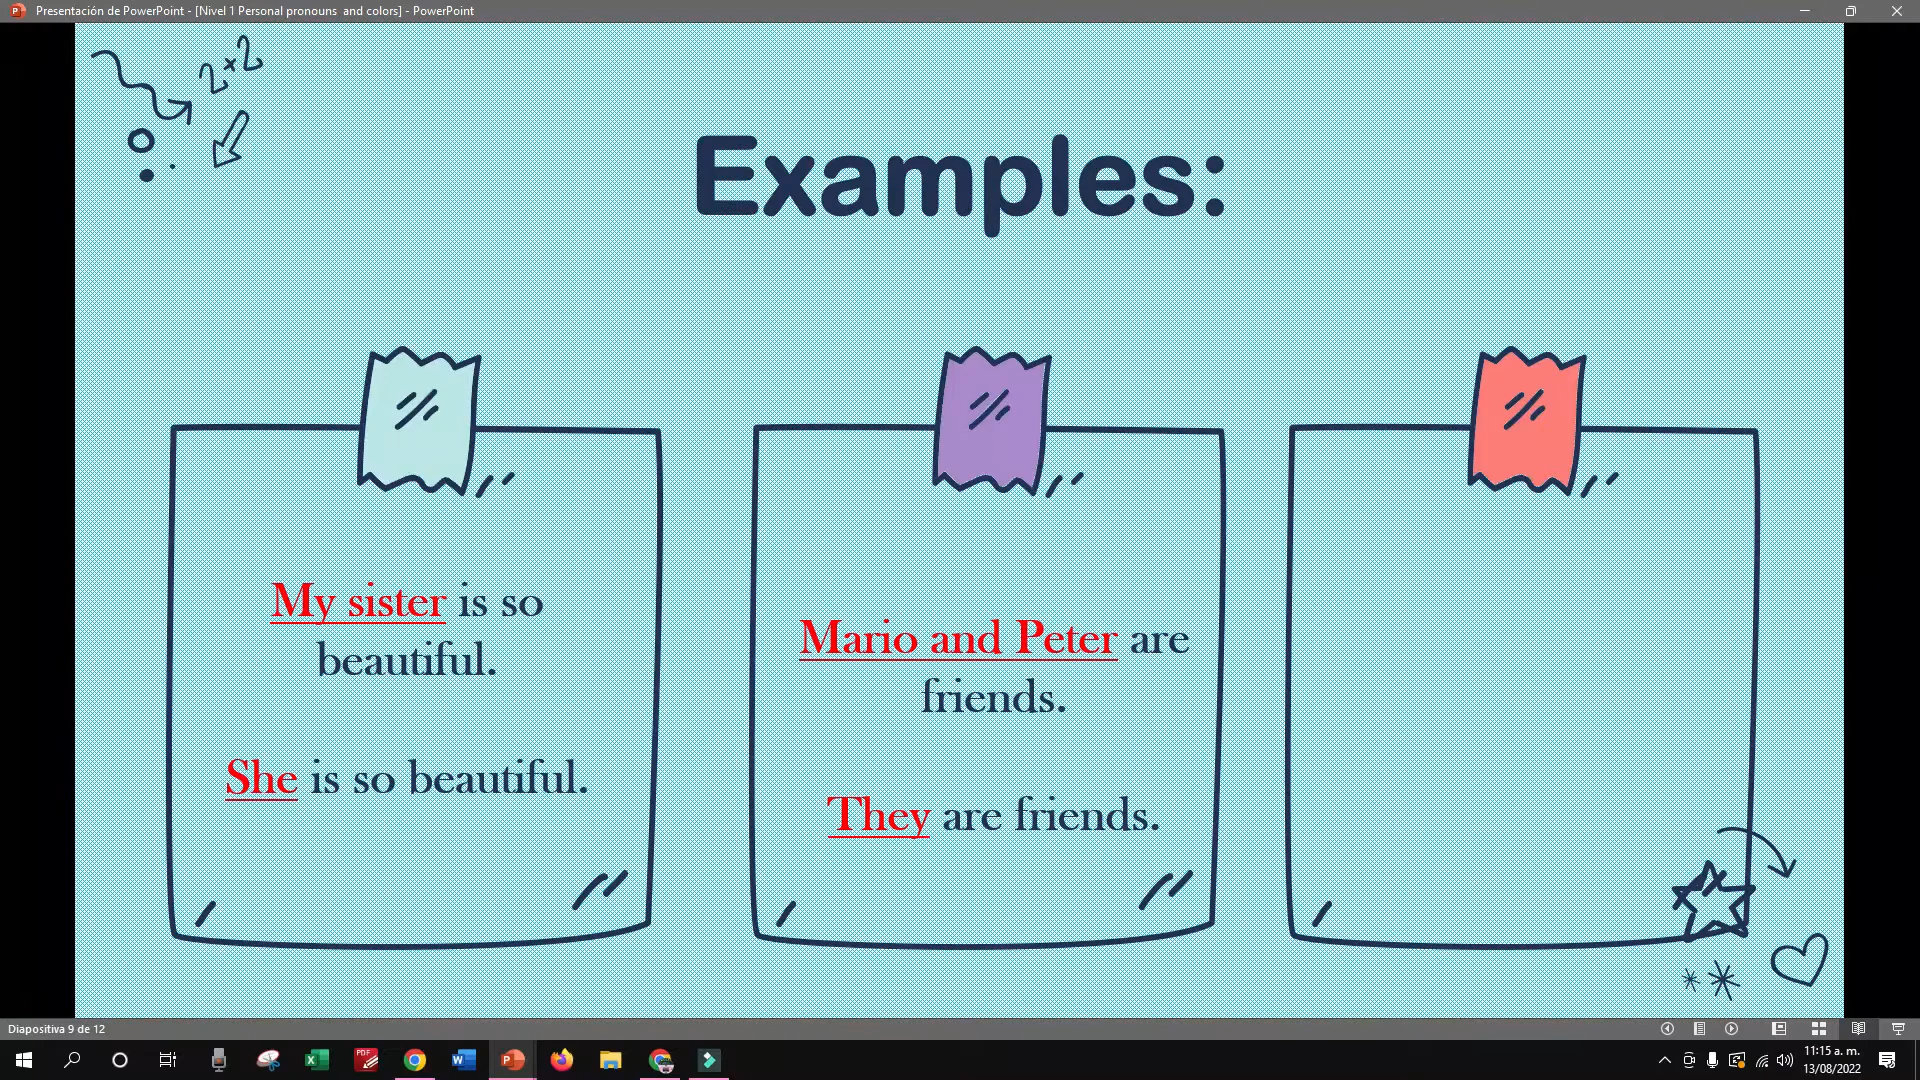 Presentación de PowerPoint - [Nivel 1 Personal pronouns  and colors] - PowerPoint
2x2
Examples:
My sister is so
beautiful.
She is so beautiful.
Mario and Peter are
friends.
They are friends.
Diapositiva 9 de 12
11:15 a. m.
13/08/2022